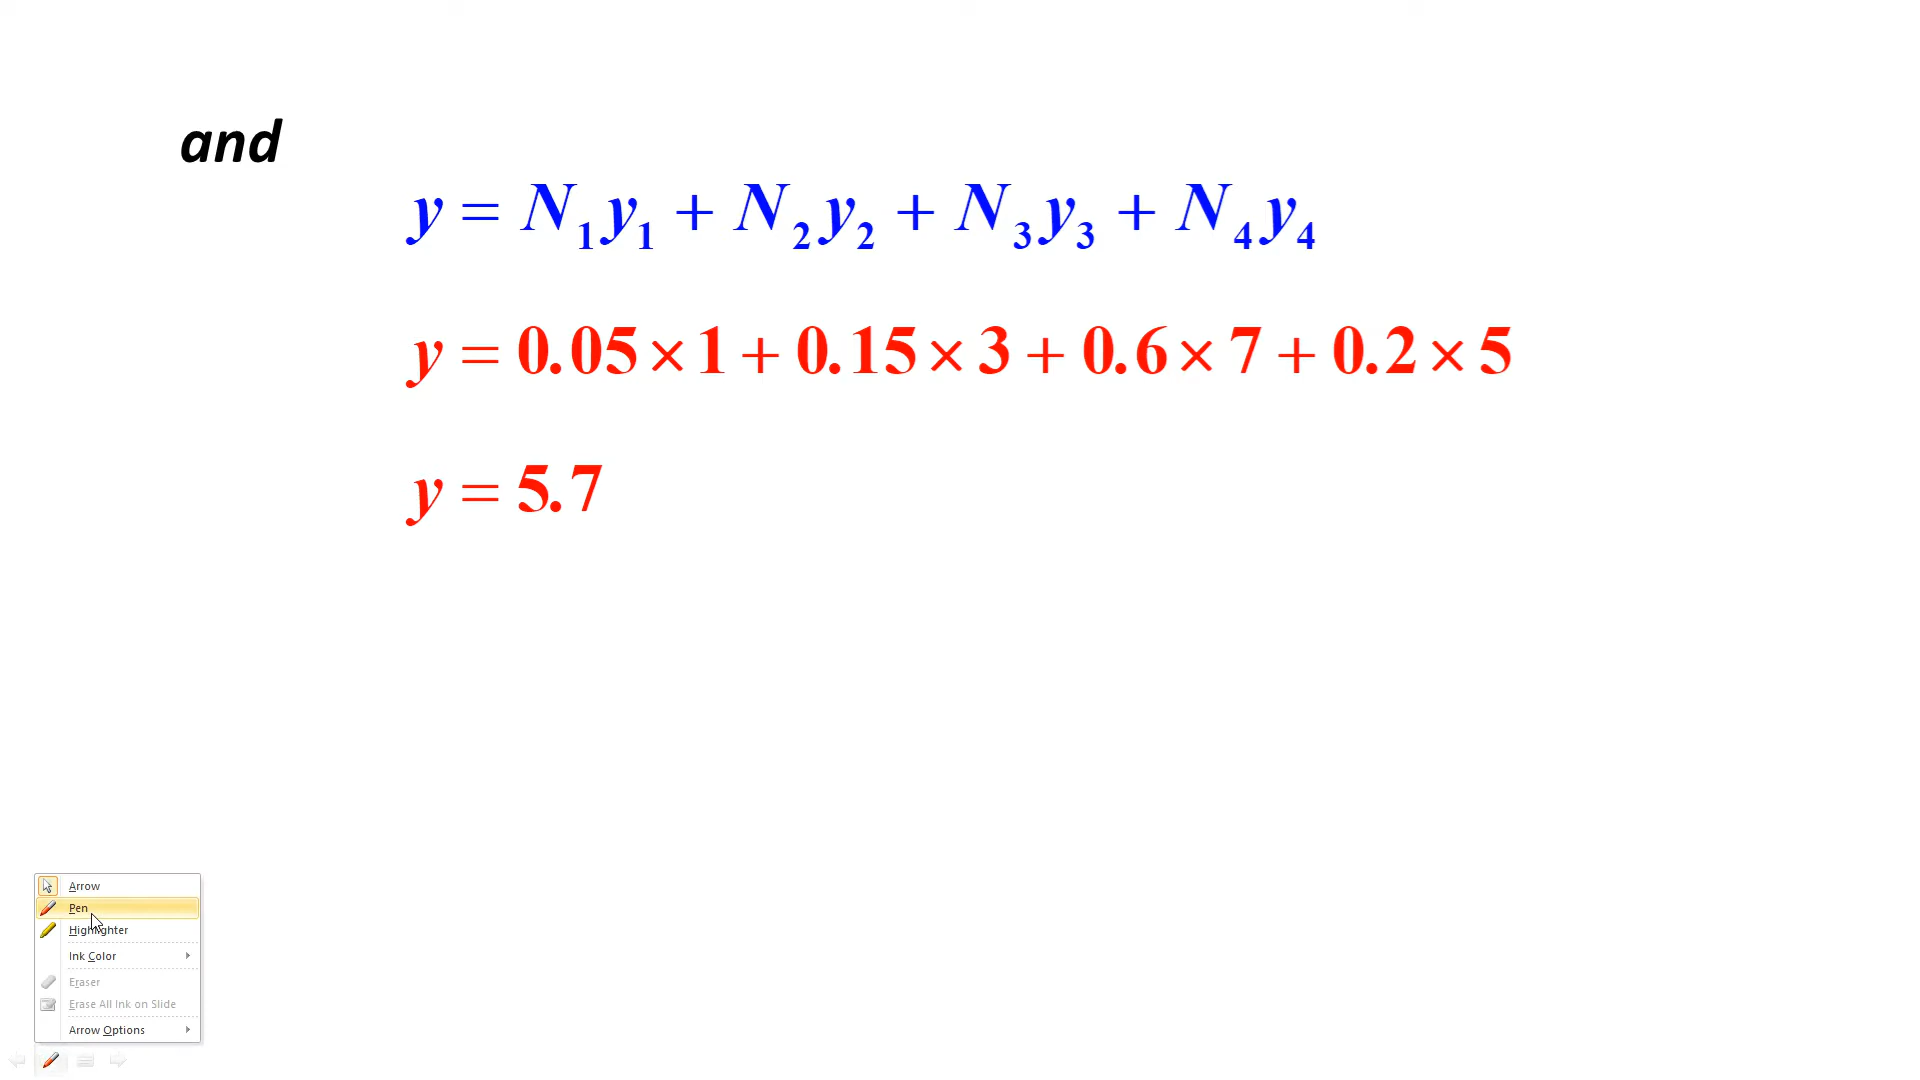 and
y = N₁y₁ + N₂y₂ + N₃y₃ + N₄y₄
y = 0.05 × 1 + 0.15 × 3 + 0.6 × 7 + 0.2 × 5
y = 5.7
Arrow
Pen
Highlighter
Ink Color
Eraser
Erase All Ink on Slide
Arrow Options